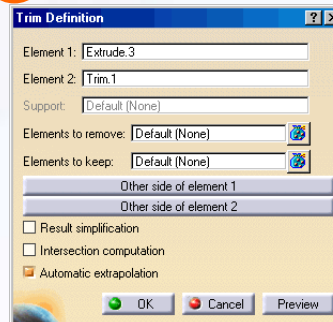 Trim Definition
Element 1: Extrude.3
Element 2: Trim.1
Support: Default (None)
Elements to remove: Default (None)
Elements to keep: Default (None)
Other side of element 1
Other side of element 2
Result simplification
Intersection computation
Automatic extrapolation
OK Cancel Preview